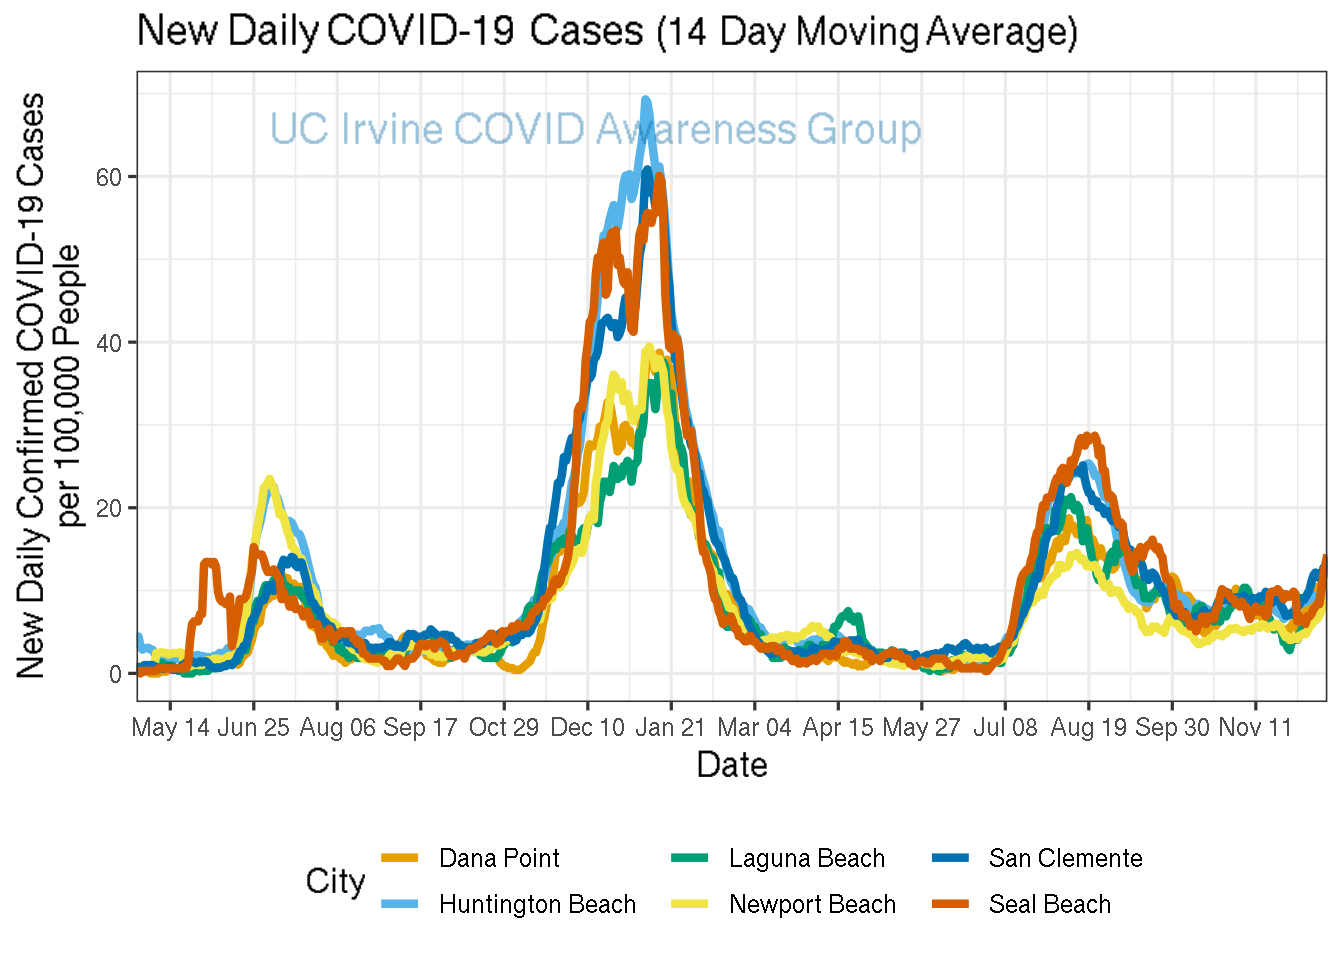 New Daily COVID-19 Cases (14 Day Moving Average)
UC Irvine COVID Awareness Group
New Daily Confirmed COVID-19 Cases
per 100,000 People
60
40
20
0
May 14 Jun 25 Aug 06 Sep 17 Oct 29 Dec 10 Jan 21 Mar 04 Apr 15 May 27 Jul 08 Aug 19 Sep 30 Nov 11
Date
City
Dana Point Laguna Beach San Clemente
Huntington Beach Newport Beach Seal Beach